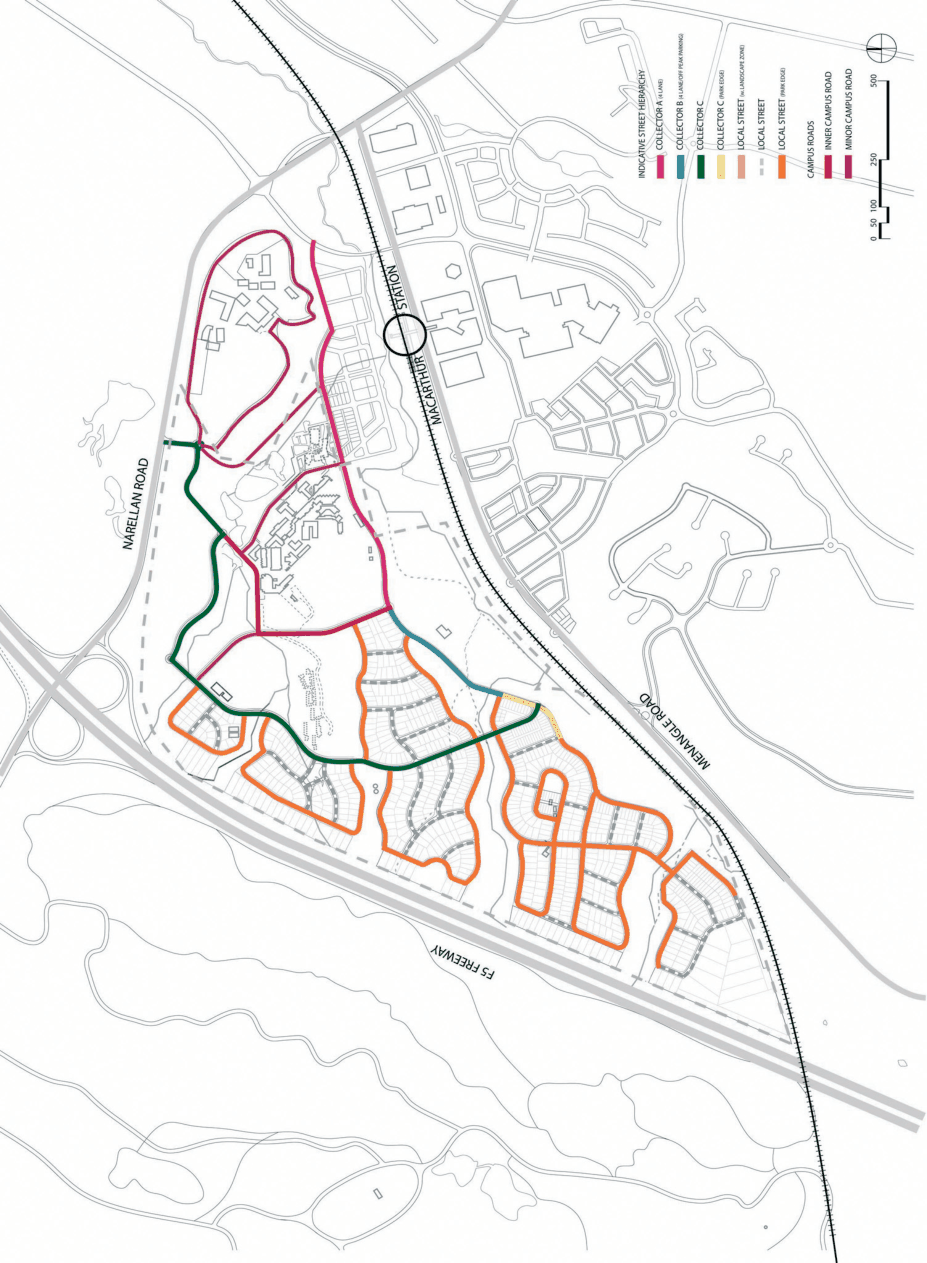 INDICATIVE STREET HIERARCHY
COLLECTOR A (4 LANE)
COLLECTOR B (4 LANE/OFF PEAK PARKING)
COLLECTOR C
COLLECTOR C (PARK EDGE)
LOCAL STREET (w. LANDSCAPE ZONE)
LOCAL STREET
LOCAL STREET (PARK EDGE)
CAMPUS ROADS
INNER CAMPUS ROAD
MINOR CAMPUS ROAD
0 50 100 250 500
NARELLAN ROAD
MACARTHUR STATION
MENANGLE ROAD
F5 FREEWAY